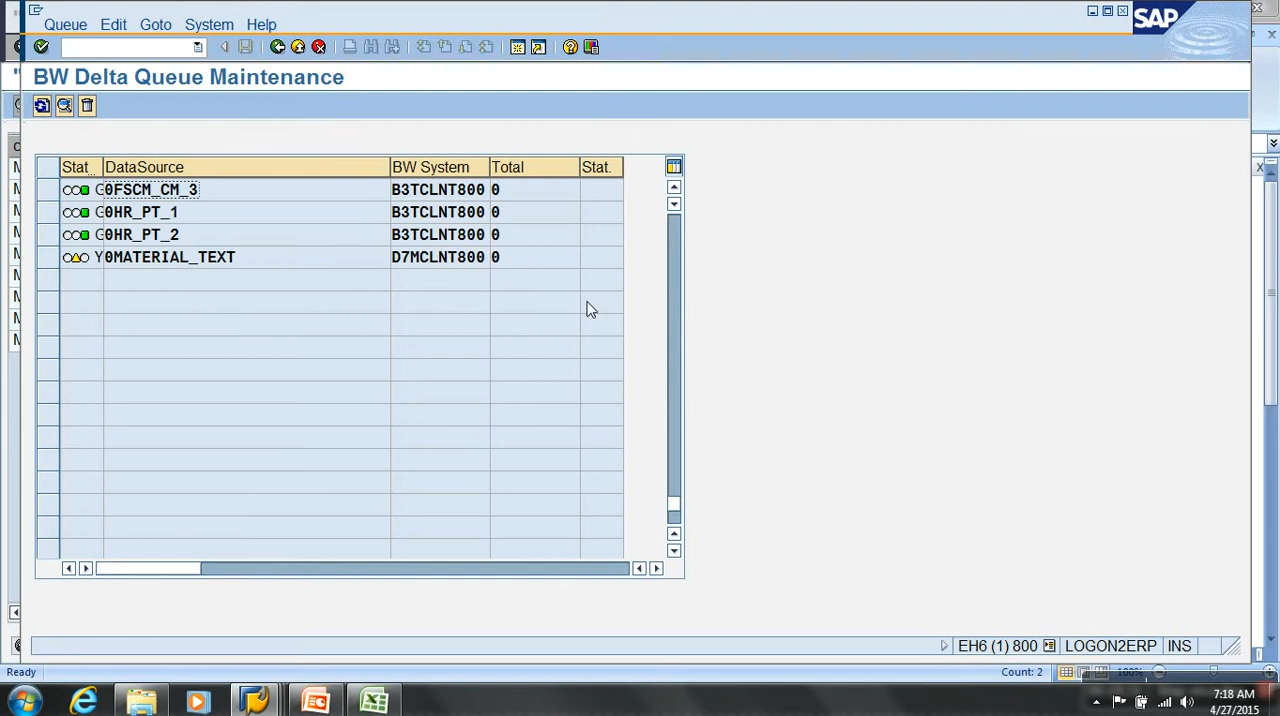 Queue Edit Goto System Help
SAP
BW Delta Queue Maintenance
Stat.. DataSource BW System Total Stat.
G 0FSCM_CM_3 B3TCLNT800 0
0HR_PT_1 B3TCLNT800 0
G 0HR_PT_2 B3TCLNT800 0
Y 0MATERIAL_TEXT D7MCLNT800 0
EH6 (1) 800 LOGON2ERP INS
Ready Count: 2 100%
7:18 AM
4/27/2015